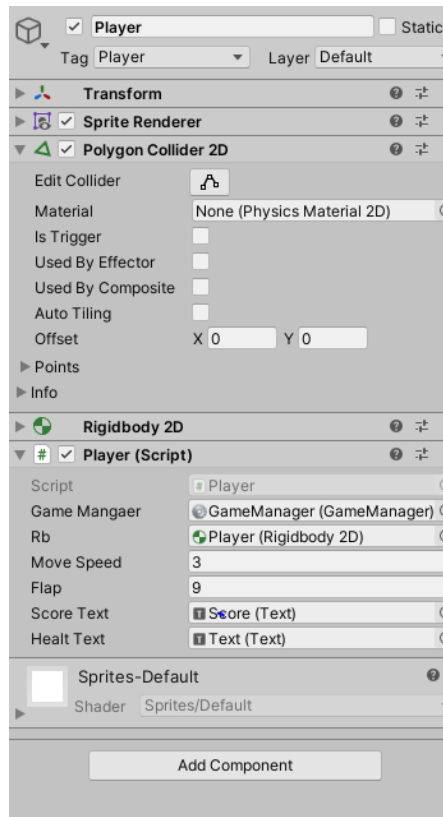 Player Static
Tag Player Layer Default
Transform
Sprite Renderer
Polygon Collider 2D
Edit Collider
Material None (Physics Material 2D)
Is Trigger
Used By Effector
Used By Composite
Auto Tiling
Offset X 0 Y 0
Points
Info
Rigidbody 2D
# Player (Script)
Script # Player
Game Mangaer GameManager (GameManager)
Rb Player (Rigidbody 2D)
Move Speed 3
Flap 9
Score Text T Score (Text)
Healt Text T Text (Text)
Sprites-Default
Shader Sprites/Default
Add Component